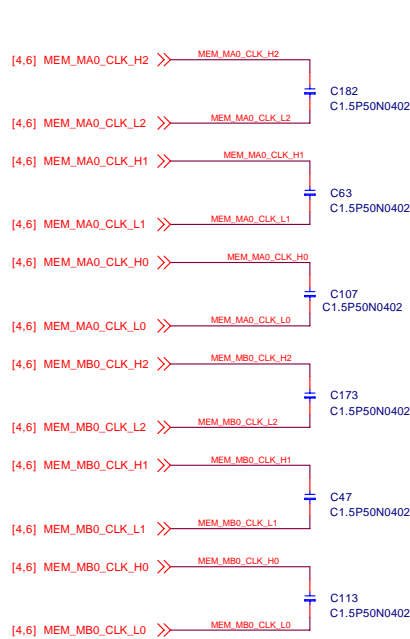 [4,6] MEM_MA0_CLK_H2 MEM_MA0_CLK_H2
C182
C1.5P50N0402
[4,6] MEM_MA0_CLK_L2 MEM_MA0_CLK_L2
[4,6] MEM_MA0_CLK_H1 MEM_MA0_CLK_H1
C63
C1.5P50N0402
[4,6] MEM_MA0_CLK_L1 MEM_MA0_CLK_L1
[4,6] MEM_MA0_CLK_H0 MEM_MA0_CLK_H0
C107
C1.5P50N0402
[4,6] MEM_MA0_CLK_L0 MEM_MA0_CLK_L0
[4,6] MEM_MB0_CLK_H2 MEM_MB0_CLK_H2
C173
C1.5P50N0402
[4,6] MEM_MB0_CLK_L2 MEM_MB0_CLK_L2
[4,6] MEM_MB0_CLK_H1 MEM_MB0_CLK_H1
C47
C1.5P50N0402
[4,6] MEM_MB0_CLK_L1 MEM_MB0_CLK_L1
[4,6] MEM_MB0_CLK_H0 MEM_MB0_CLK_H0
C113
C1.5P50N0402
[4,6] MEM_MB0_CLK_L0 MEM_MB0_CLK_L0